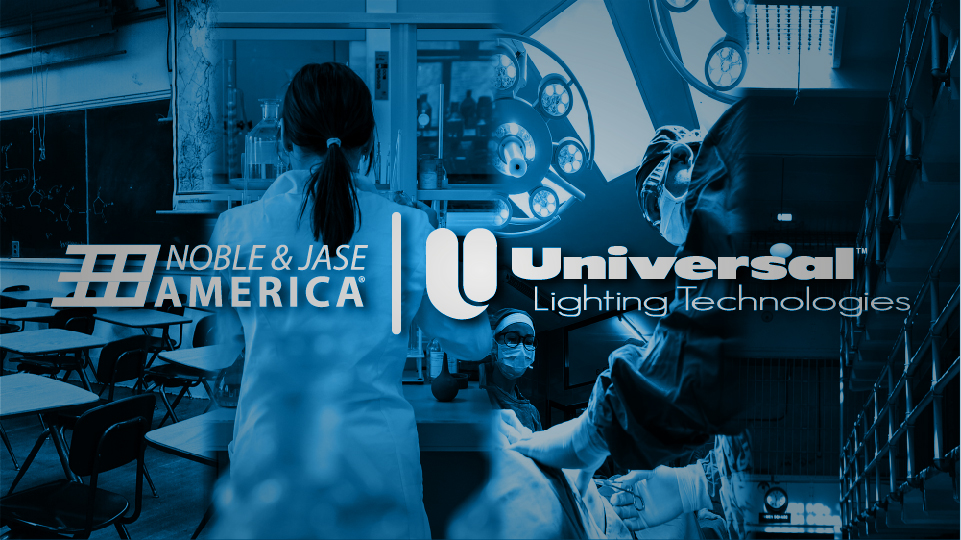 NOBLE & JASE
AMERICA®
Universal™
Lighting Technologies